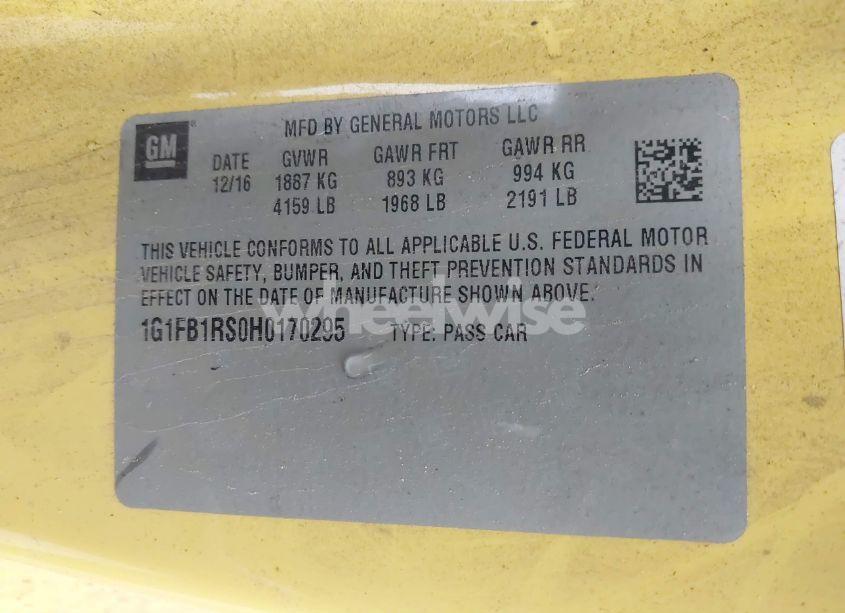 MFD BY GENERAL MOTORS LLC
GM
DATE GVWR GAWR FRT GAWR RR
12/16 1887 KG 893 KG 994 KG
4159 LB 1968 LB 2191 LB
THIS VEHICLE CONFORMS TO ALL APPLICABLE U.S. FEDERAL MOTOR
VEHICLE SAFETY, BUMPER, AND THEFT PREVENTION STANDARDS IN
EFFECT ON THE DATE OF MANUFACTURE SHOWN ABOVE.
1G1FB1RS0H0170295 TYPE: PASS CAR
wheelwise